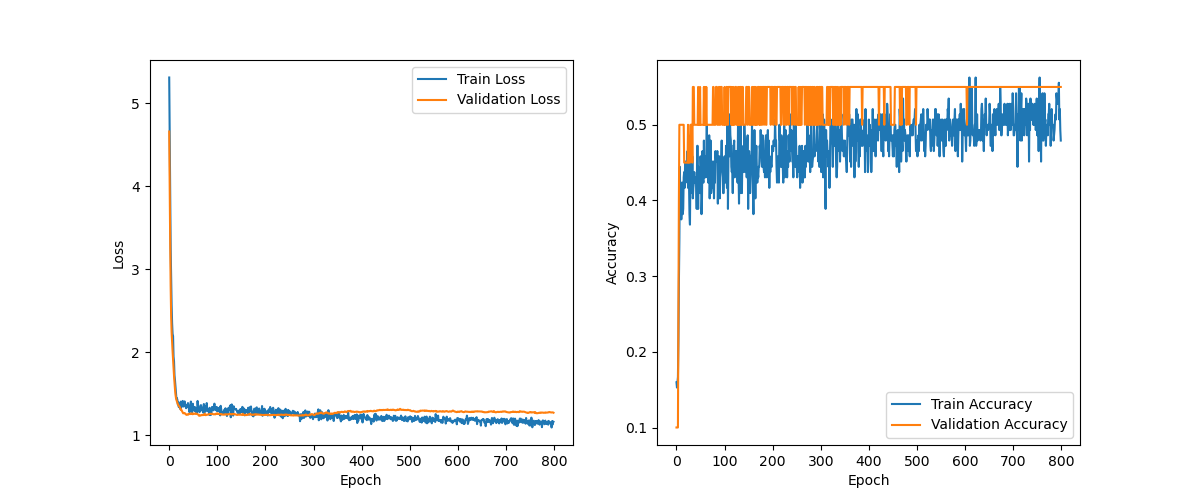 Train Loss
Validation Loss
5
4
3
2
1
Loss
0 100 200 300 400 500 600 700 800
Epoch
0.5
0.4
0.3
0.2
0.1
Accuracy
Train Accuracy
Validation Accuracy
0 100 200 300 400 500 600 700 800
Epoch